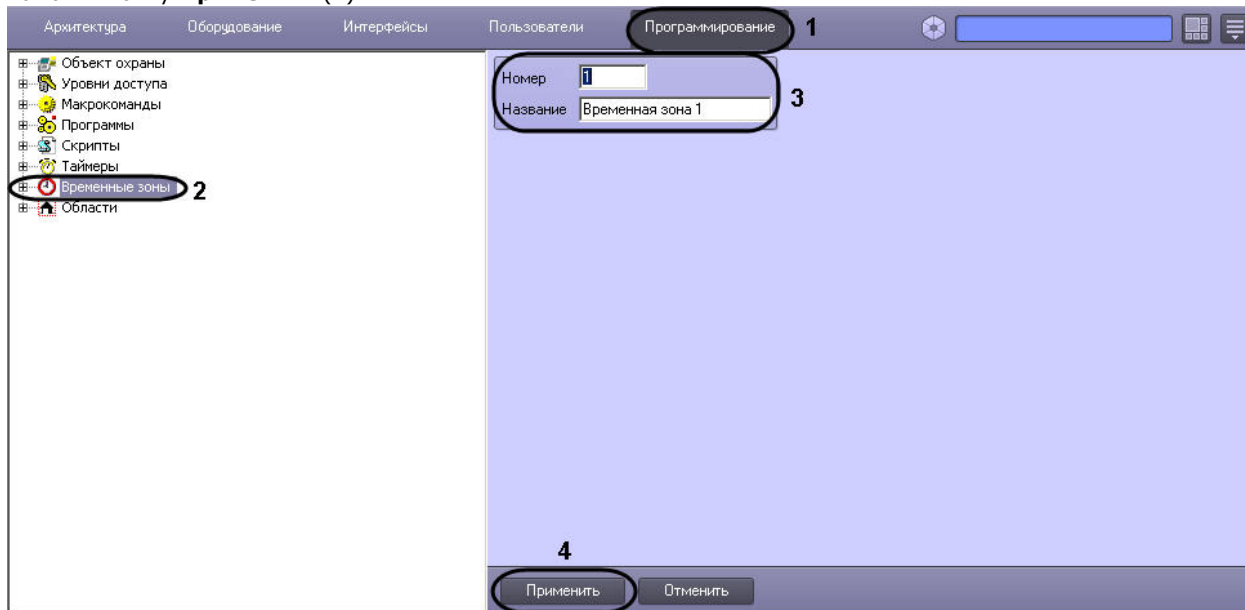 Архитектура Оборудование Интерфейсы Пользователи Программирование 1
Объект охраны
Уровни доступа
Макрокоманды
Программы
Скрипты
Таймеры
Временные зоны 2
Области
Номер 1
Название Временная зона 1
3
4
Применить Отменить